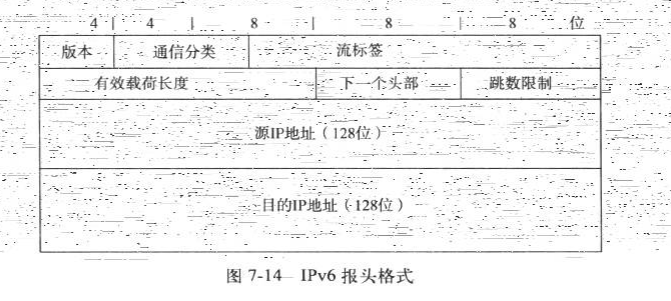 4 4 8 8 8 位
版本 通信分类 流标签
有效载荷长度 下一个头部 跳数限制
源IP地址（128位）
目的IP地址（128位）
图 7-14 IPv6 报头格式